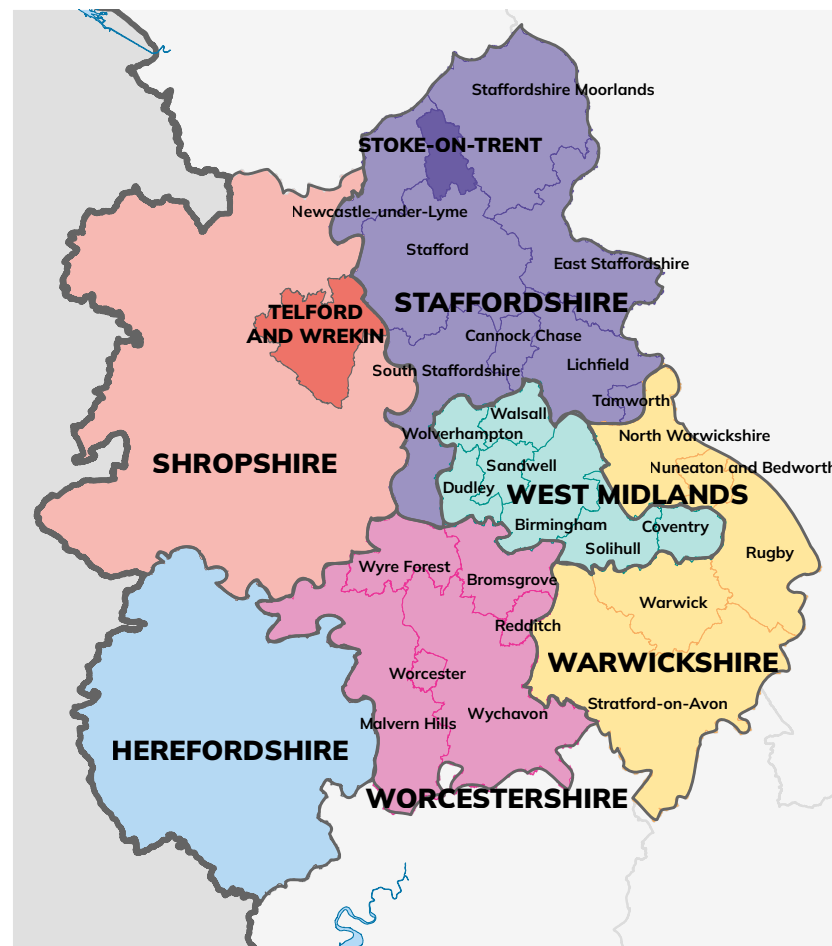 Staffordshire Moorlands
STOKE-ON-TRENT
Newcastle-under-Lyme
Stafford
East Staffordshire
STAFFORDSHIRE
TELFORD
AND WREKIN
Cannock Chase
Lichfield
South Staffordshire
Tamworth
Walsall
Wolverhampton
North Warwickshire
SHROPSHIRE
Sandwell
Nuneaton and Bedworth
Dudley
WEST MIDLANDS
Birmingham
Coventry
Solihull
Rugby
Wyre Forest
Bromsgrove
Warwick
Redditch
WARWICKSHIRE
Worcester
Stratford-on-Avon
Wychavon
Malvern Hills
HEREFORDSHIRE
WORCESTERSHIRE